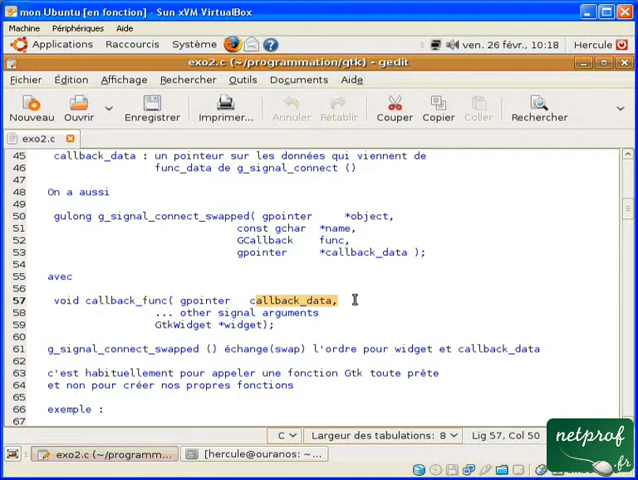 mon Ubuntu [en fonction] - Sun xVM VirtualBox
Machine Périphériques Aide
Applications Raccourcis Système ven. 26 févr., 10:18 Hercule
exo2.c (~/programmation/gtk) - gedit
Fichier Édition Affichage Rechercher Outils Documents Aide
Nouveau Ouvrir Enregistrer Imprimer... Annuler Rétablir Couper Copier Coller Rechercher
exo2.c
45 callback_data : un pointeur sur les données qui viennent de
46 func_data de g_signal_connect ()
47
48 On a aussi
49
50 gulong g_signal_connect_swapped( gpointer *object,
51 const gchar *name,
52 GCallback func,
53 gpointer *callback_data );
54
55 avec
56
57 void callback_func( gpointer callback_data,
58 ... other signal arguments
59 GtkWidget *widget);
60
61 g_signal_connect_swapped () échange(swap) l'ordre pour widget et callback_data
62
63 c'est habituellement pour appeler une fonction Gtk toute prête
64 et non pour créer nos propres fonctions
65
66 exemple :
67
C Largeur des tabulations: 8 Lig 57, Col 50
exo2.c (~/programm... [hercule@ouranos: ~...
netprof
.fr